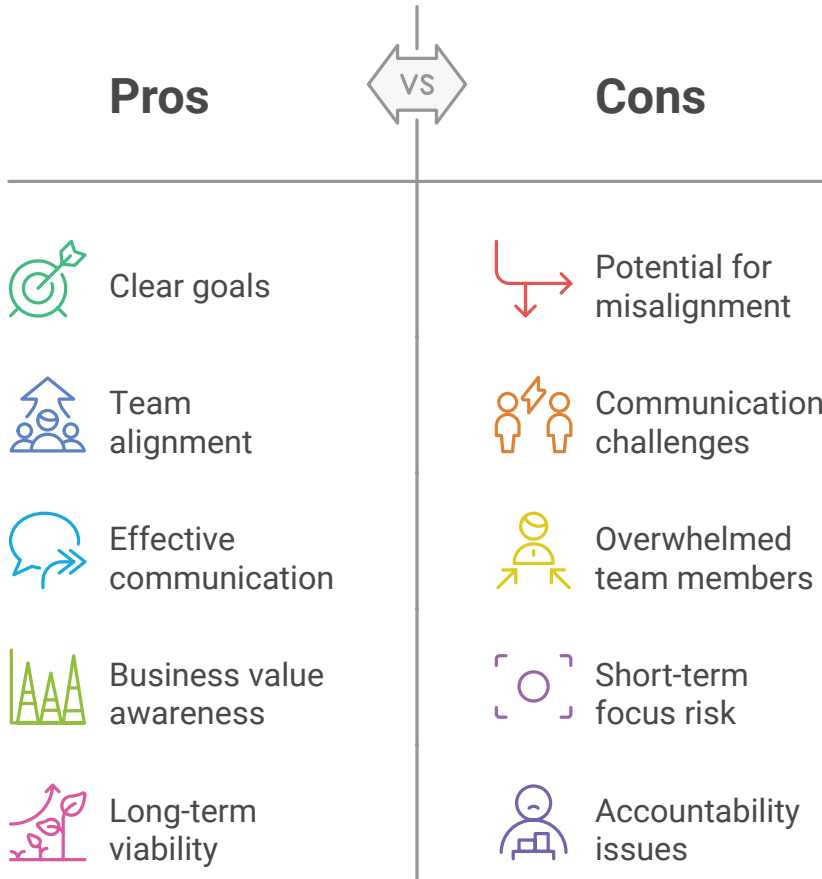 Pros
VS
Cons
Clear goals
Potential for
misalignment
Team
alignment
Communication
challenges
Effective
communication
Overwhelmed
team members
Business value
awareness
Short-term
focus risk
Long-term
viability
Accountability
issues